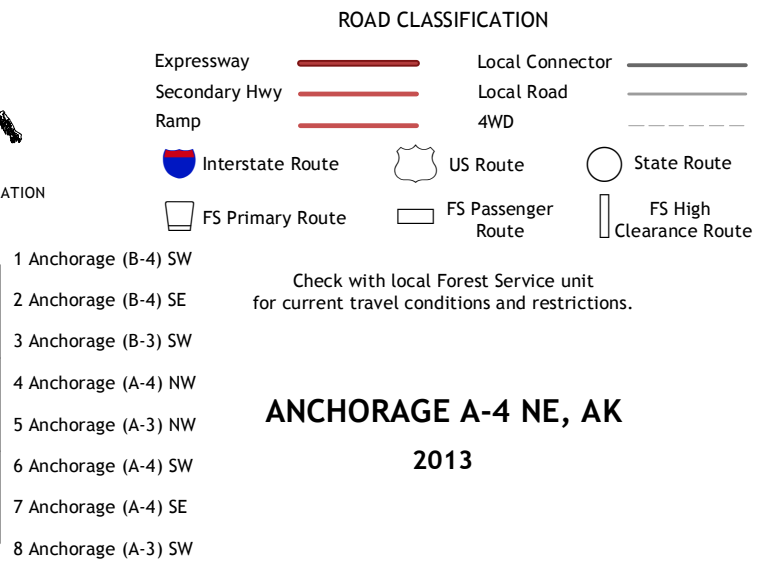 ROAD CLASSIFICATION
Expressway
Local Connector
Secondary Hwy
Local Road
Ramp
4WD
Interstate Route
US Route
State Route
ATION
FS Primary Route
FS Passenger
Route
FS High
Clearance Route
1 Anchorage (B-4) SW
2 Anchorage (B-4) SE
3 Anchorage (B-3) SW
4 Anchorage (A-4) NW
5 Anchorage (A-3) NW
6 Anchorage (A-4) SW
7 Anchorage (A-4) SE
8 Anchorage (A-3) SW
Check with local Forest Service unit
for current travel conditions and restrictions.
ANCHORAGE A-4 NE, AK
2013